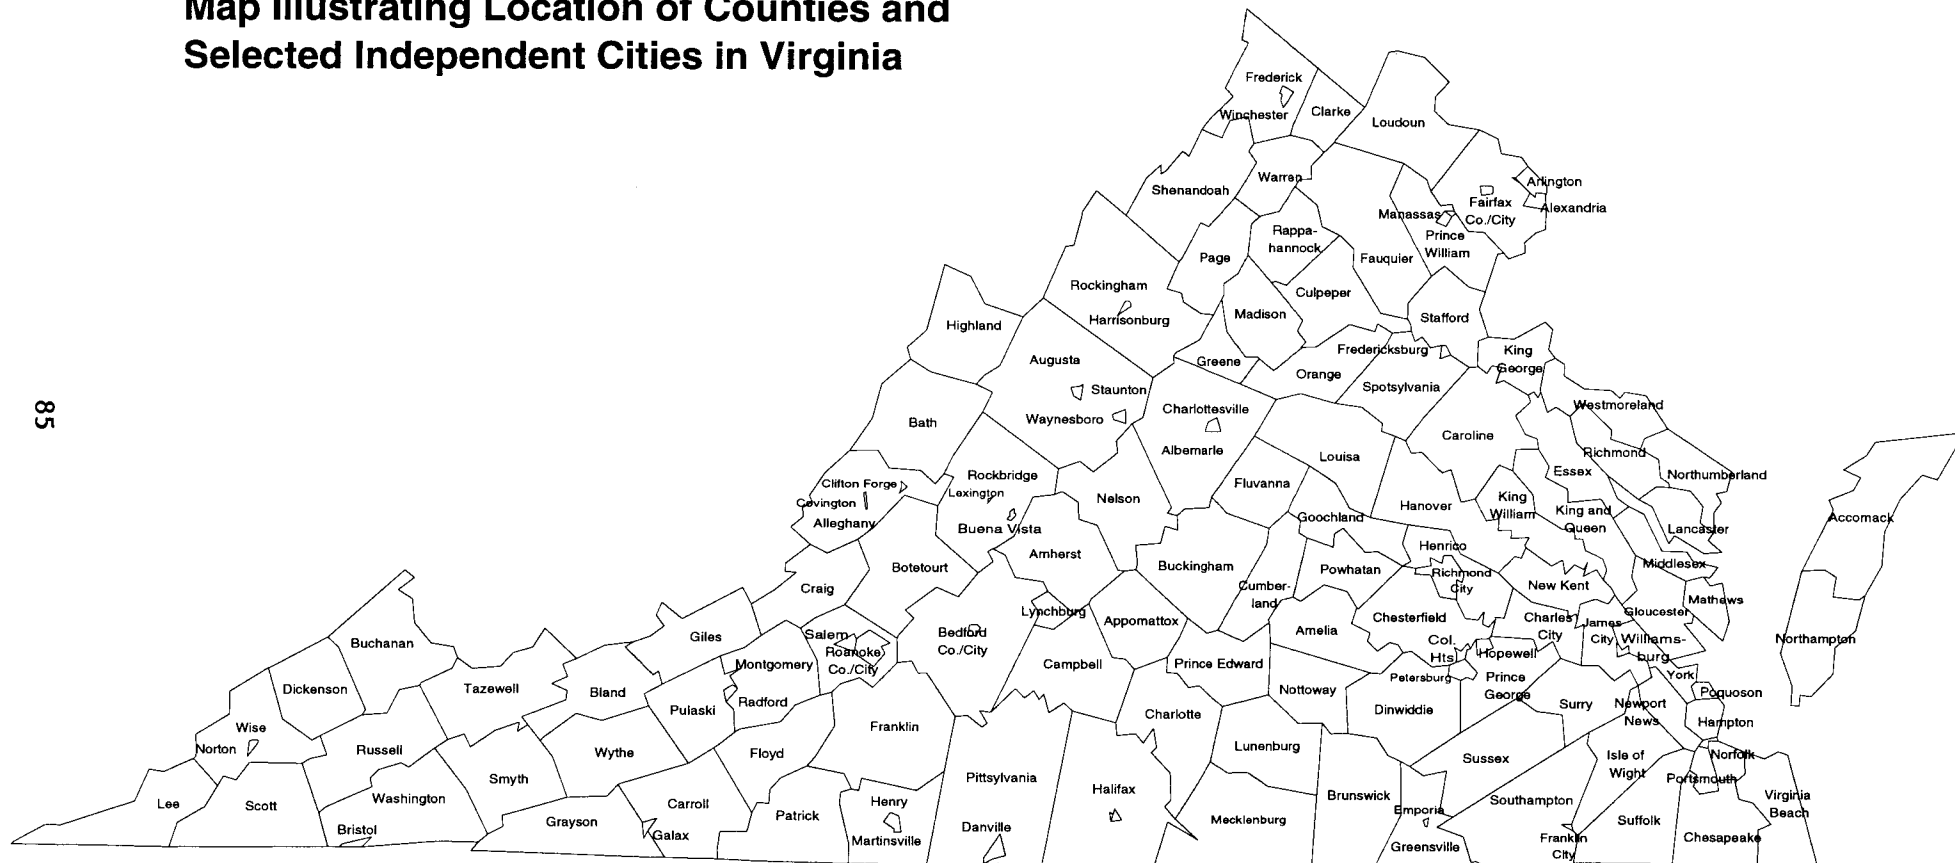 Map Illustrating Location of Counties and
Selected Independent Cities in Virginia
85
Frederick
Winchester
Clarke
Loudoun
Shenandoah
Warren
Arlington
Fairfax
Co./City
Alexandria
Manassas
Prince
William
Rappa-
hannock
Page
Fauquier
Rockingham
Harrisonburg
Culpeper
Madison
Stafford
Highland
Augusta
Greene
Fredericksburg
Orange
King
George
Spotsylvania
Staunton
Waynesboro
Charlottesville
Albemarle
Westmoreland
Bath
Caroline
Louisa
Richmond
Essex
Northumberland
Rockbridge
Lexington
Clifton Forge
Covington
Alleghany
Buena Vista
Nelson
Fluvanna
Hanover
King
William
King and
Queen
Goochland
Lancaster
Accomack
Amherst
Botetourt
Craig
Buckingham
Cumber-
land
Powhatan
Henrico
Richmond
City
New Kent
Middlesex
Mathews
Gloucester
Lynchburg
Appomattox
Amelia
Chesterfield
Charles
City
James
City
Williams-
burg
Northampton
Buchanan
Giles
Salem
Roanoke
Co./City
Bedford
Co./City
Campbell
Prince Edward
Col.
Hts.
Hopewell
Petersburg
Prince
George
York
Poquoson
Dickenson
Tazewell
Bland
Montgomery
Radford
Pulaski
Nottoway
Dinwiddie
Surry
Newport
News
Hampton
Wise
Norton
Russell
Wythe
Floyd
Franklin
Charlotte
Lunenburg
Sussex
Isle of
Wight
Norfolk
Portsmouth
Lee
Scott
Washington
Bristol
Smyth
Grayson
Carroll
Galax
Patrick
Henry
Martinsville
Pittsylvania
Danville
Halifax
Mecklenburg
Brunswick
Emporia
Greensville
Southampton
Franklin
City
Suffolk
Chesapeake
Virginia
Beach